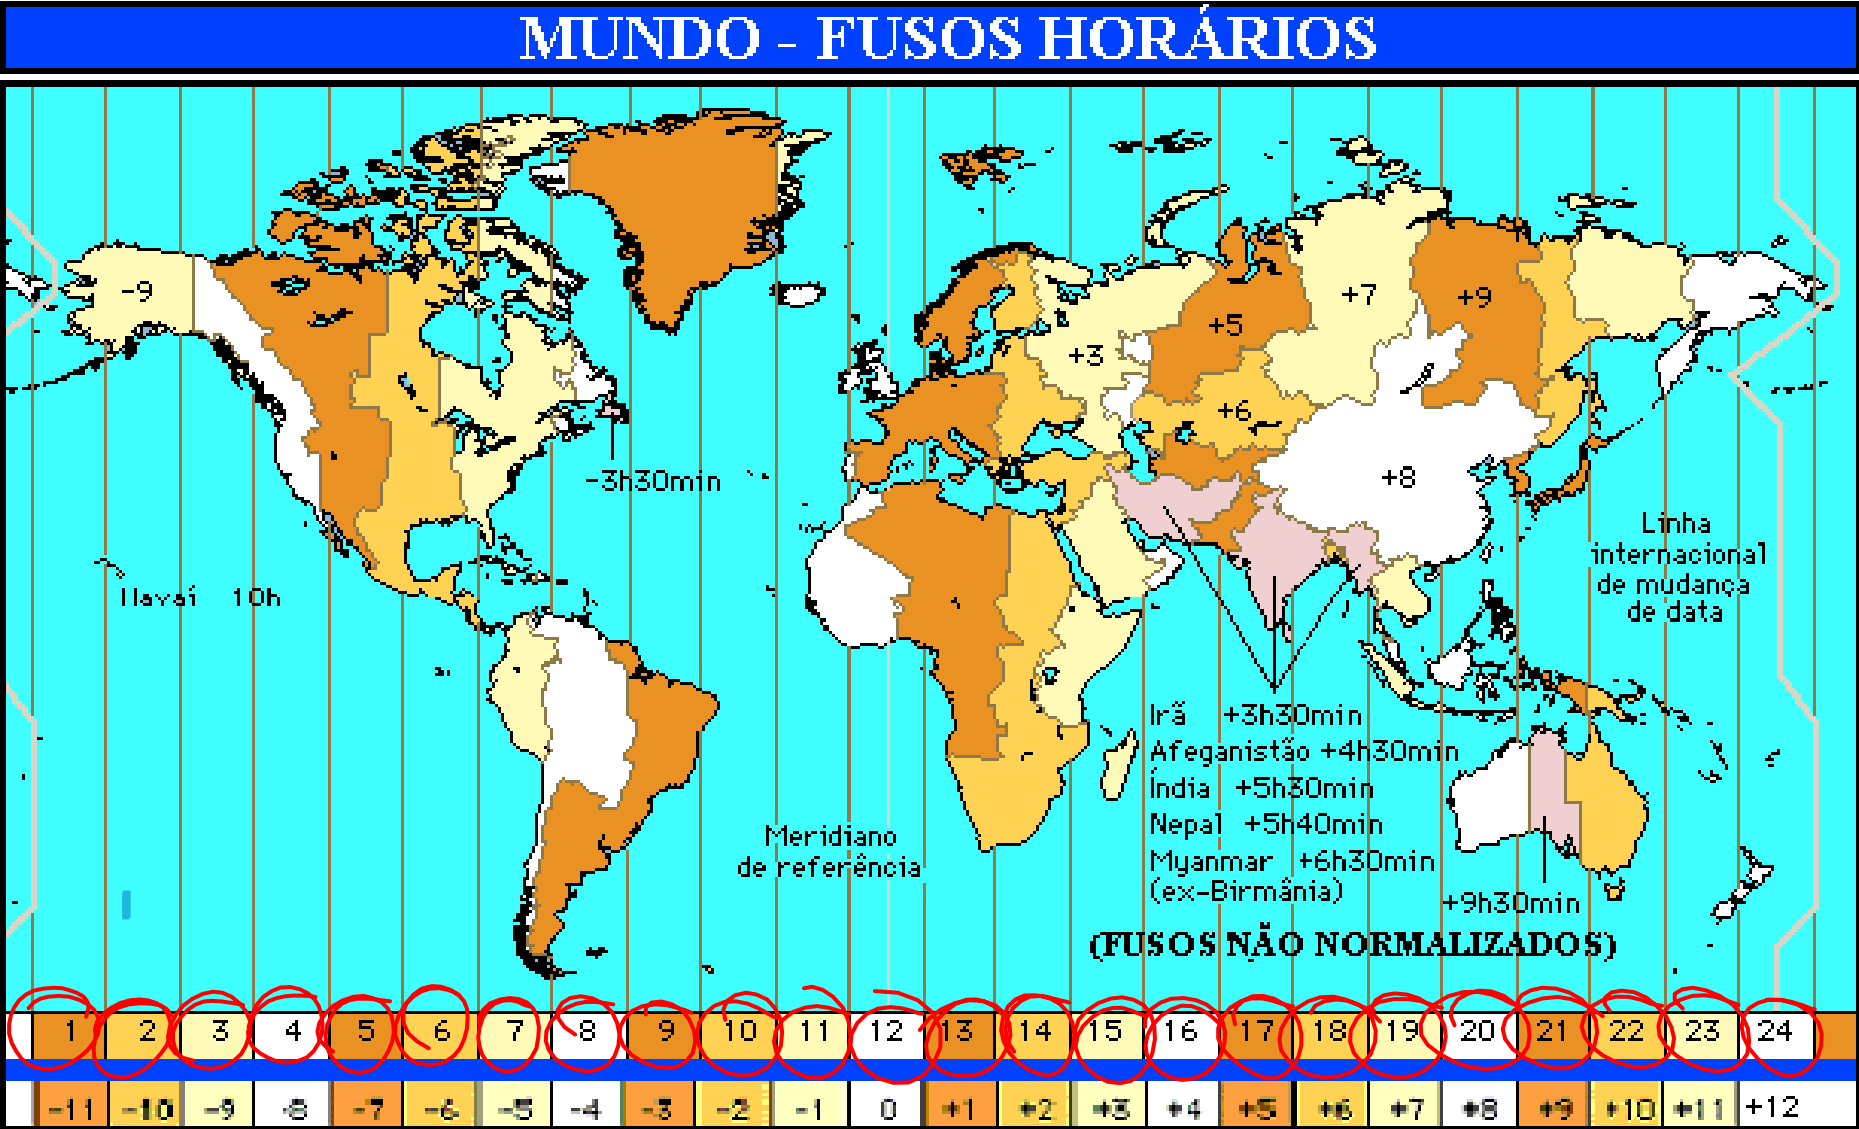 MUNDO - FUSOS HORÁRIOS
-9
+3
+5
+7
+9
+6
+8
-3h30min
Havaí 10h
Linha
internacional
de mudança
de data
Irã +3h30min
Afeganistão +4h30min
Índia +5h30min
Nepal +5h40min
Myanmar +6h30min
(ex-Birmânia)
Meridiano
de referência
+9h30min
(FUSOS NÃO NORMALIZADOS)
1 2 3 4 5 6 7 8 9 10 11 12 13 14 15 16 17 18 19 20 21 22 23 24
-11 -10 -9 -8 -7 -6 -5 -4 -3 -2 -1 0 +1 +2 +3 +4 +5 +6 +7 +8 +9 +10 +11 +12